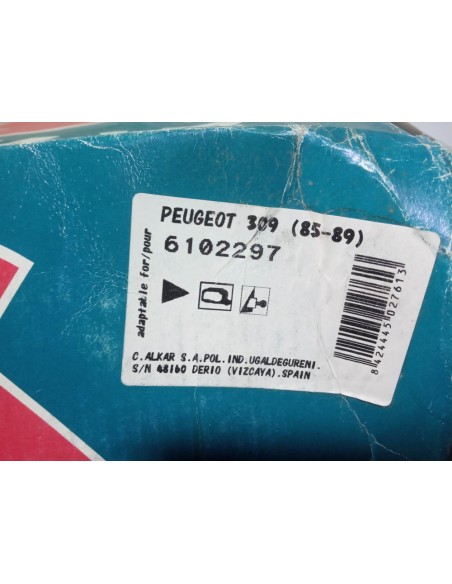 PEUGEOT 309 (85-89)
6102297
adaptable for/pour
C. ALKAR S.A.POL.IND.UGALDEGURENI.
S/N 48160 DERIO (VIZCAYA).SPAIN
8424445027613